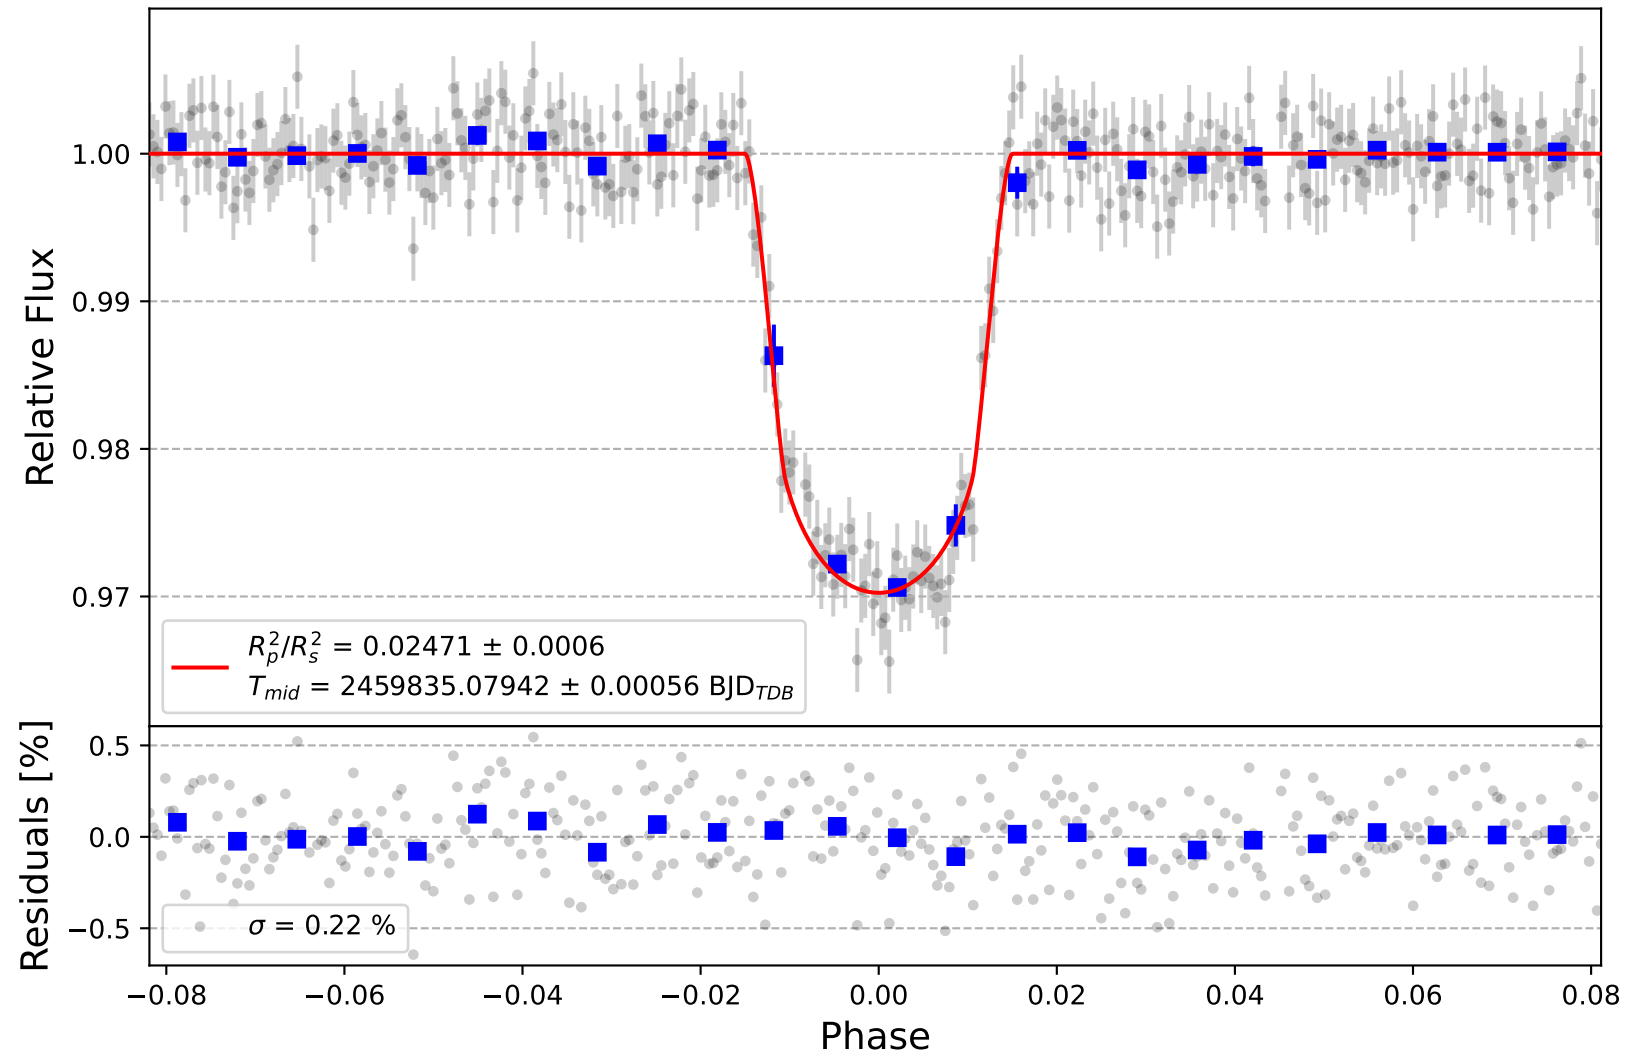 Relative Flux
1.00
0.99
0.98
0.97
R_p^2/R_s^2 = 0.02471 ± 0.0006
T_mid = 2459835.07942 ± 0.00056 BJD_TDB
Residuals [%]
0.5
0.0
−0.5
σ = 0.22 %
−0.08 −0.06 −0.04 −0.02 0.00 0.02 0.04 0.06 0.08
Phase